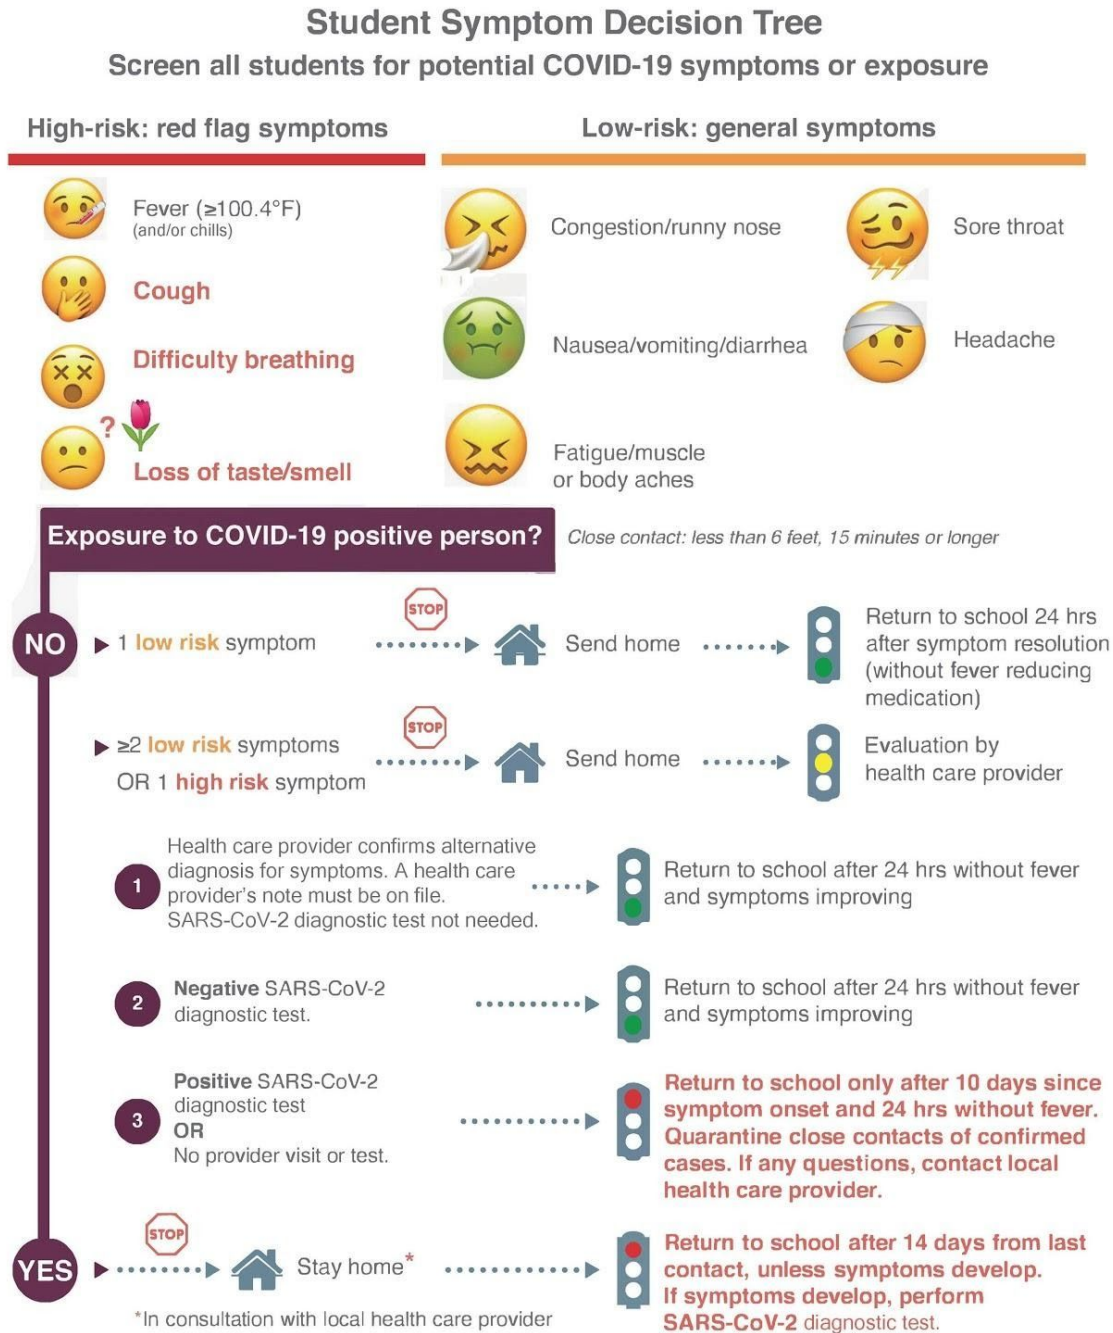 Student Symptom Decision Tree
Screen all students for potential COVID-19 symptoms or exposure
High-risk: red flag symptoms
Fever (≥100.4°F)
(and/or chills)
Cough
Difficulty breathing
?
Loss of taste/smell
Low-risk: general symptoms
Congestion/runny nose
Sore throat
Nausea/vomiting/diarrhea
Headache
Fatigue/muscle
or body aches
Exposure to COVID-19 positive person?
Close contact: less than 6 feet, 15 minutes or longer
NO
1 low risk symptom
STOP
Send home
Return to school 24 hrs
after symptom resolution
(without fever reducing
medication)
≥2 low risk symptoms
OR 1 high risk symptom
STOP
Send home
Evaluation by
health care provider
1
Health care provider confirms alternative
diagnosis for symptoms. A health care
provider's note must be on file.
SARS-CoV-2 diagnostic test not needed.
Return to school after 24 hrs without fever
and symptoms improving
2
Negative SARS-CoV-2
diagnostic test.
Return to school after 24 hrs without fever
and symptoms improving
3
Positive SARS-CoV-2
diagnostic test
OR
No provider visit or test.
Return to school only after 10 days since
symptom onset and 24 hrs without fever.
Quarantine close contacts of confirmed
cases. If any questions, contact local
health care provider.
YES
STOP
Stay home*
*In consultation with local health care provider
Return to school after 14 days from last
contact, unless symptoms develop.
If symptoms develop, perform
SARS-CoV-2 diagnostic test.